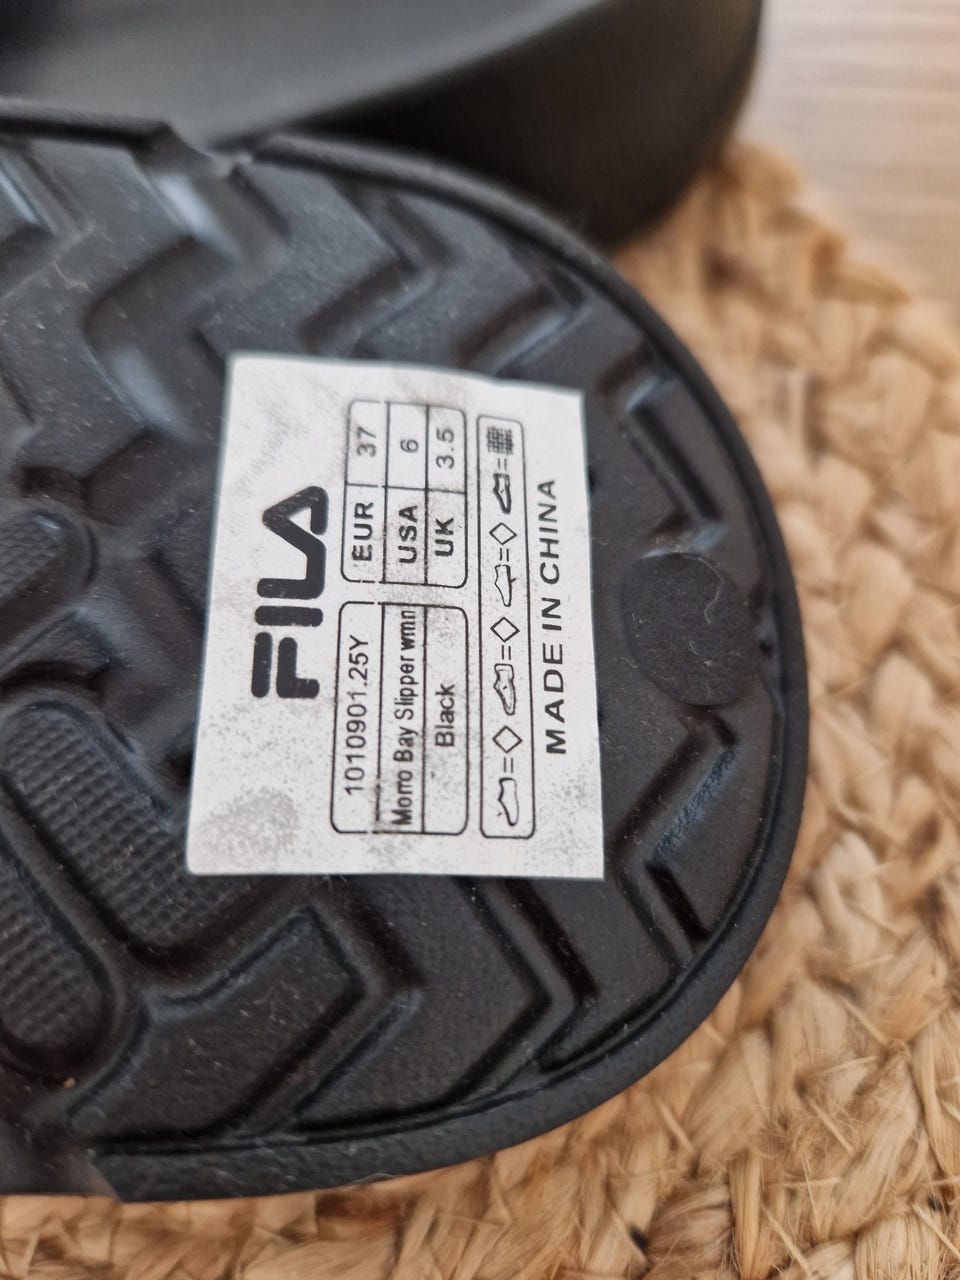 FILA
1010901.25Y
Morro Bay Slipper wmn
Black
EUR 37
USA 6
UK 3.5
MADE IN CHINA